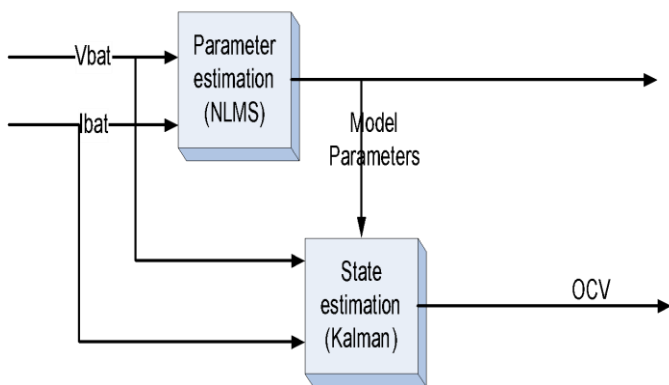 Vbat
Parameter
estimation
(NLMS)
Ibat
Model
Parameters
State
estimation
(Kalman)
OCV